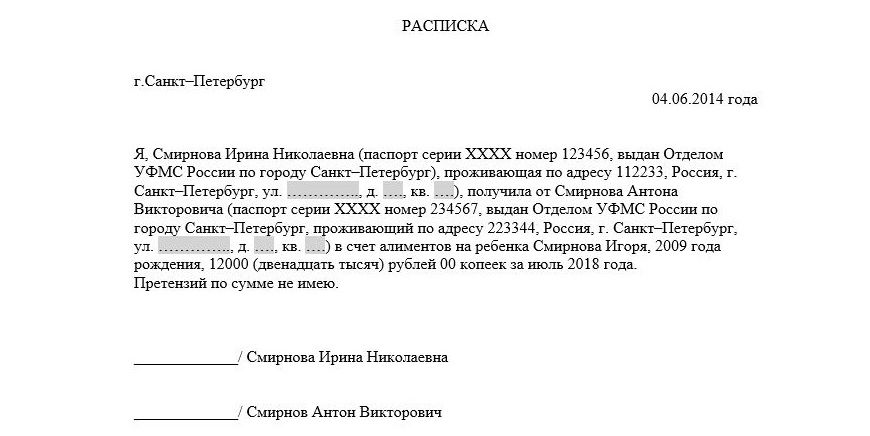 РАСПИСКА
г.Санкт–Петербург
04.06.2014 года
Я, Смирнова Ирина Николаевна (паспорт серии XXXX номер 123456, выдан Отделом
УФМС России по городу Санкт–Петербург), проживающая по адресу 112233, Россия, г.
Санкт–Петербург, ул. …………., д. …, кв. …), получила от Смирнова Антона
Викторовича (паспорт серии XXXX номер 234567, выдан Отделом УФМС России по
городу Санкт–Петербург, проживающий по адресу 223344, Россия, г. Санкт–Петербург,
ул. …………., д. …, кв. …) в счет алиментов на ребенка Смирнова Игоря, 2009 года
рождения, 12000 (двенадцать тысяч) рублей 00 копеек за июль 2018 года.
Претензий по сумме не имею.
_____________/ Смирнова Ирина Николаевна
_____________/ Смирнов Антон Викторович